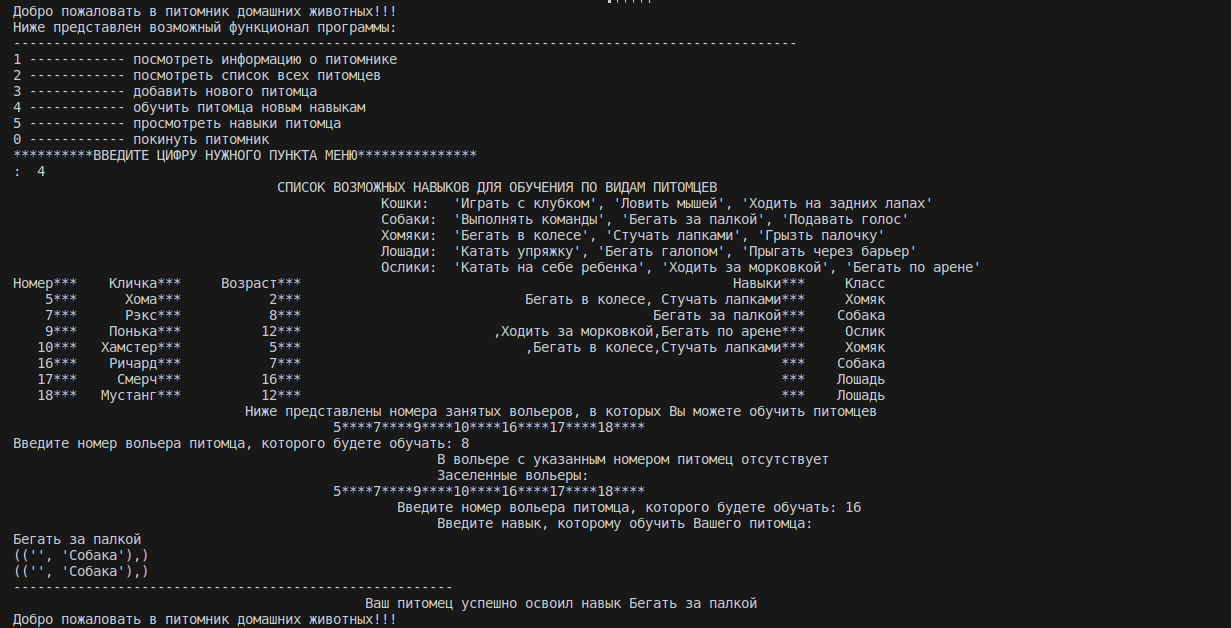 Добро пожаловать в питомник домашних животных!!!
Ниже представлен возможный функционал программы:
--------------------------------------------------------------------------------------------------
1 ------------ посмотреть информацию о питомнике
2 ------------ посмотреть список всех питомцев
3 ------------ добавить нового питомца
4 ------------ обучить питомца новым навыкам
5 ------------ просмотреть навыки питомца
0 ------------ покинуть питомник
**********ВВЕДИТЕ ЦИФРУ НУЖНОГО ПУНКТА МЕНЮ***************
:  4
СПИСОК ВОЗМОЖНЫХ НАВЫКОВ ДЛЯ ОБУЧЕНИЯ ПО ВИДАМ ПИТОМЦЕВ
Кошки:   'Играть с клубком', 'Ловить мышей', 'Ходить на задних лапах'
Собаки:  'Выполнять команды', 'Бегать за палкой', 'Подавать голос'
Хомяки:  'Бегать в колесе', 'Стучать лапками', 'Грызть палочку'
Лошади:  'Катать упряжку', 'Бегать галопом', 'Прыгать через барьер'
Ослики:  'Катать на себе ребенка', 'Ходить за морковкой', 'Бегать по арене'
Номер***    Кличка***     Возраст***                                                      Навыки***     Класс
5***      Хома***           2***                            Бегать в колесе, Стучать лапками***     Хомяк
7***      Рэкс***           8***                                            Бегать за палкой***    Собака
9***    Понька***          12***                        ,Ходить за морковкой,Бегать по арене***     Ослик
10***   Хамстер***           5***                            ,Бегать в колесе,Стучать лапками***     Хомяк
16***    Ричард***           7***                                                            ***    Собака
17***     Смерч***          16***                                                            ***    Лошадь
18***   Мустанг***          12***                                                            ***    Лошадь
Ниже представлены номера занятых вольеров, в которых Вы можете обучить питомцев
5****7****9****10****16****17****18****
Введите номер вольера питомца, которого будете обучать: 8
В вольере с указанным номером питомец отсутствует
Заселенные вольеры:
5****7****9****10****16****17****18****
Введите номер вольера питомца, которого будете обучать: 16
Введите навык, которому обучить Вашего питомца:
Бегать за палкой
(('', 'Собака'),)
(('', 'Собака'),)
-------------------------------------------------------
Ваш питомец успешно освоил навык Бегать за палкой
Добро пожаловать в питомник домашних животных!!!